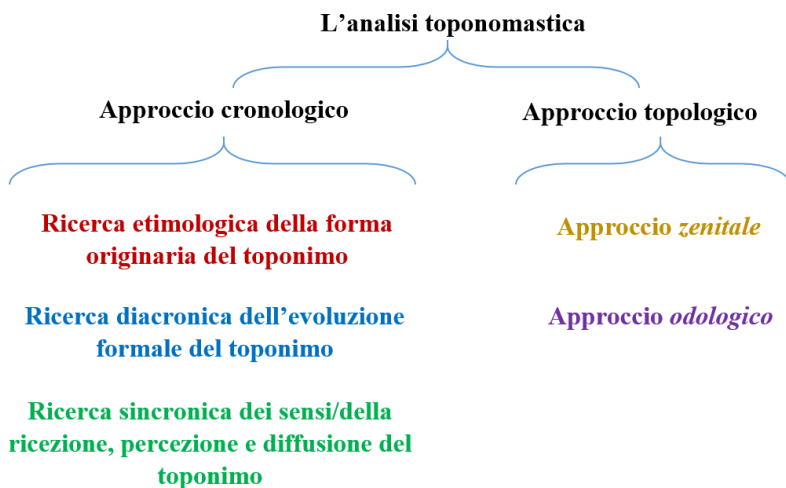 L'analisi toponomastica
Approccio cronologico
Approccio topologico
Ricerca etimologica della forma
originaria del toponimo
Ricerca diacronica dell'evoluzione
formale del toponimo
Ricerca sincronica dei sensi/della
ricezione, percezione e diffusione del
toponimo
Approccio zenitale
Approccio odologico